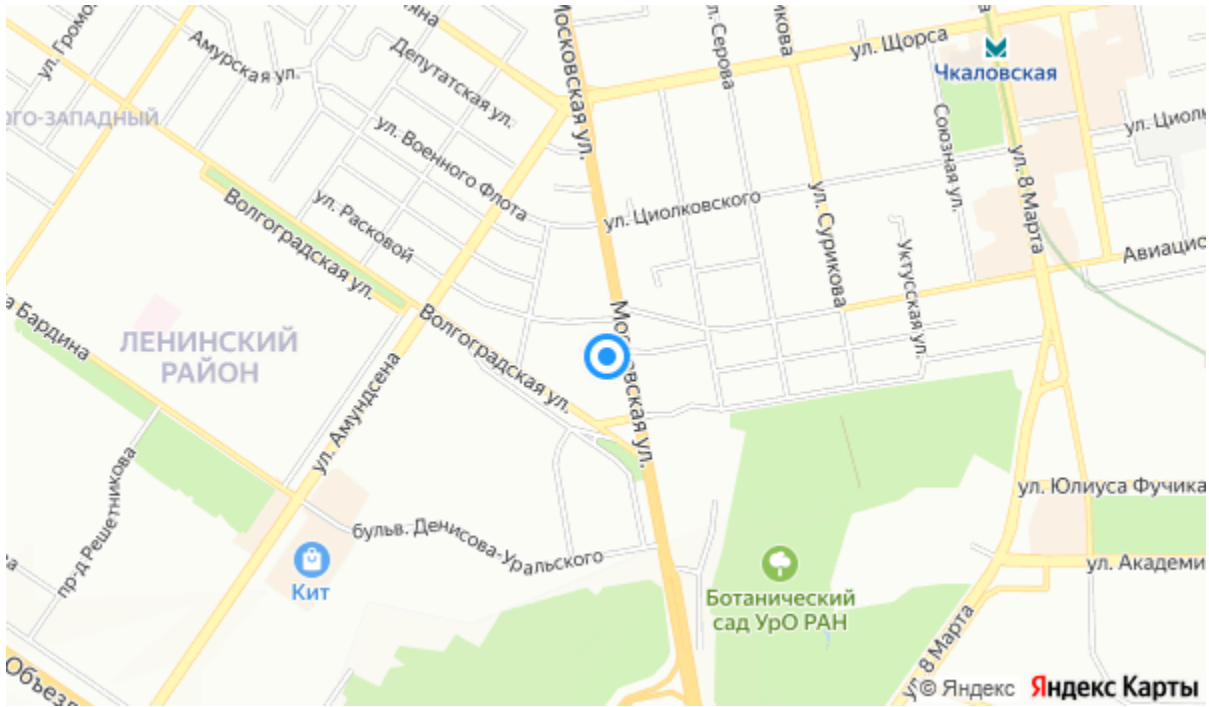 ул. Громо
Амурская ул.
Депутатская ул.
Московская ул.
ул. Серова
рикова
ул. Щорса
Чкаловская
ГО-ЗАПАДНЫЙ
ул. Военного Флота
ул. Расковой
ул. Циолковского
ул. Сурикова
Союзная ул.
ул. 8 Марта
ул. Циолк
Уктусская ул.
Авиацио
Волгоградская ул.
а Бардина
ЛЕНИНСКИЙ
РАЙОН
Волгоградская ул.
Московская ул.
ул. Амундсена
пр-д Решетникова
бульв. Денисова-Уральского
Кит
ул. Юлиуса Фучика
ул. Академи
Ботанический
сад УрО РАН
ул. 8 Марта
Объезд
© Яндекс Яндекс Карты